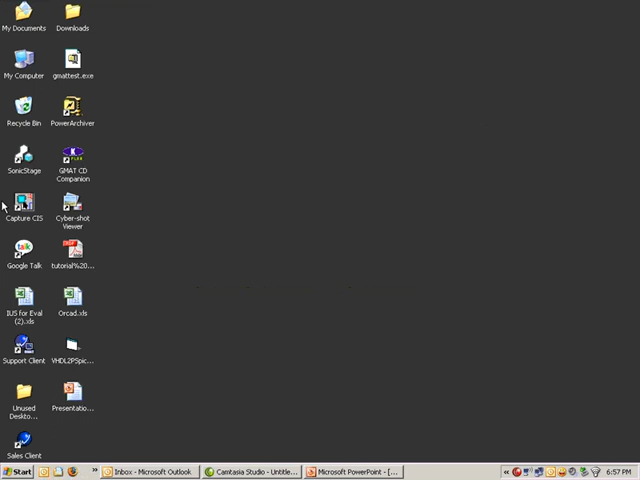 My Documents
Downloads
My Computer
gmattest.exe
Recycle Bin
PowerArchiver
SonicStage
GMAT CD
Companion
Capture CIS
Cyber-shot
Viewer
talk
Google Talk
tutorial%20...
IUS for Eval
(2).xls
Orcad.xls
Support Client
VHDL2PSpic...
Unused
Deskto...
Presentatio...
Sales Client
Start
Inbox - Microsoft Outlook
Camtasia Studio - Untitle...
Microsoft PowerPoint - [...
6:57 PM